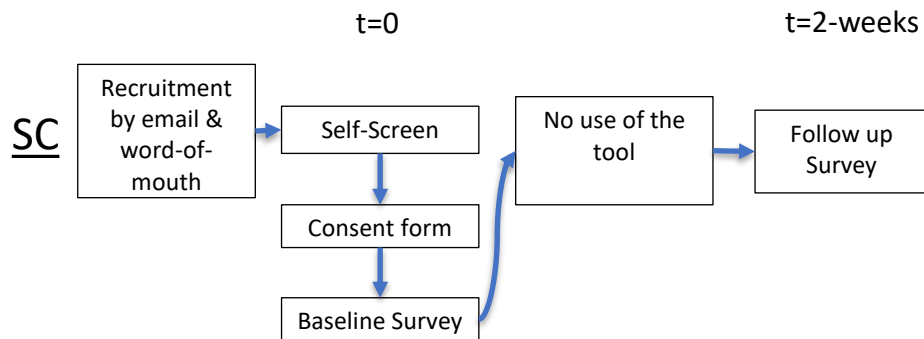 t=0
t=2-weeks
SC
Recruitment
by email &
word-of-
mouth
Self-Screen
Consent form
Baseline Survey
No use of the
tool
Follow up
Survey